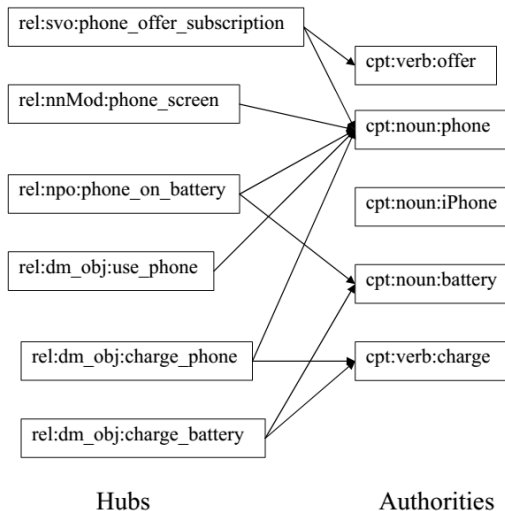 rel:svo:phone_offer_subscription
cpt:verb:offer
rel:nnMod:phone_screen
cpt:noun:phone
rel:npo:phone_on_battery
cpt:noun:iPhone
rel:dm_obj:use_phone
cpt:noun:battery
rel:dm_obj:charge_phone
cpt:verb:charge
rel:dm_obj:charge_battery
Hubs
Authorities